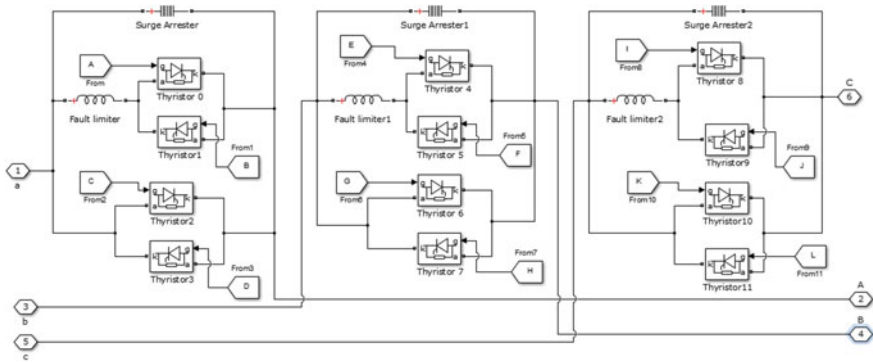 Surge Arrester
A
From
g
a
k
Thyristor 0
Fault limiter
k
g
a
Thyristor1
From1
B
1
a
C
From2
g
a
k
Thyristor2
k
g
a
Thyristor3
From3
D
Surge Arrester1
E
From4
g
a
k
Thyristor 4
Fault limiter1
k
g
a
Thyristor 5
From5
F
G
From6
g
a
k
Thyristor 6
k
g
a
Thyristor 7
From7
H
Surge Arrester2
I
From8
g
a
k
Thyristor 8
Fault limiter2
k
g
a
Thyristor9
From9
J
C
6
K
From10
g
a
k
Thyristor10
k
g
a
Thyristor11
L
From11
3
b
5
c
A
2
B
4